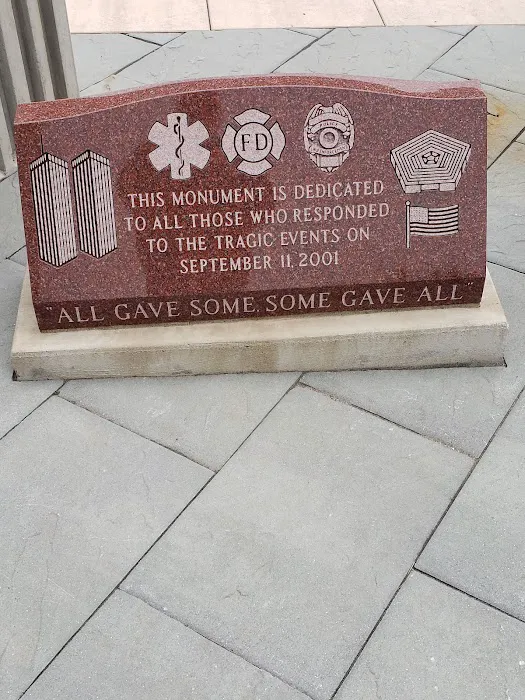 FD
POLICE
THIS MONUMENT IS DEDICATED
TO ALL THOSE WHO RESPONDED
TO THE TRAGIC EVENTS ON
SEPTEMBER 11, 2001
"ALL GAVE SOME, SOME GAVE ALL"